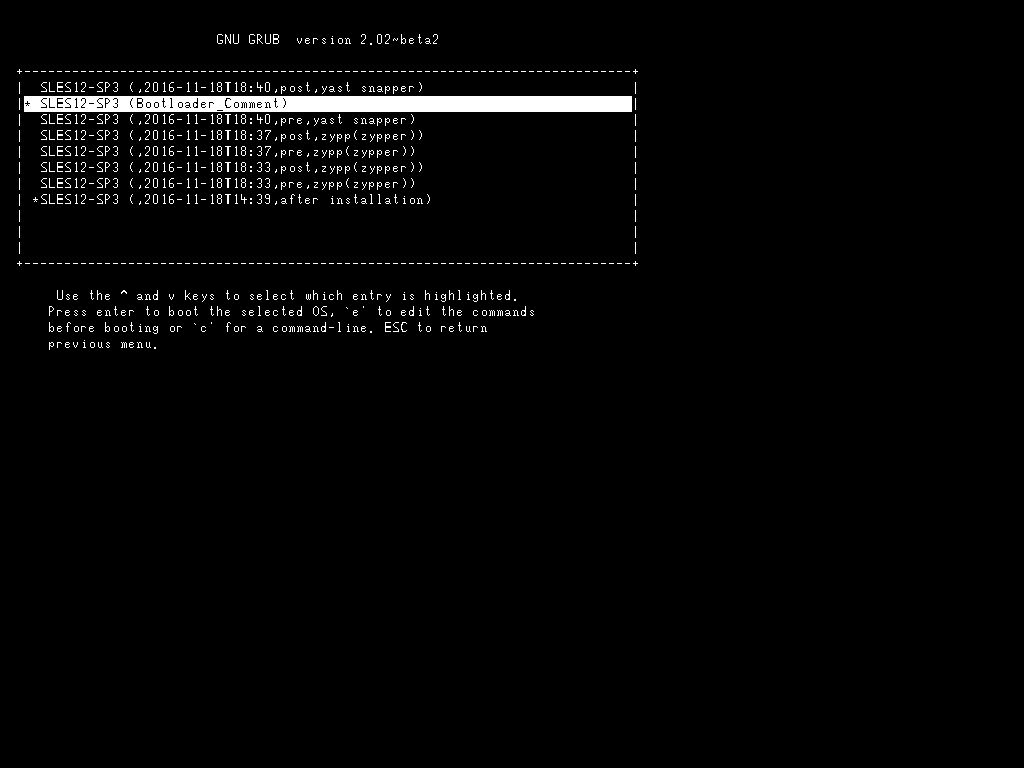 GNU GRUB  version 2.02~beta2
+----------------------------------------------------------------------------+
|  SLES12-SP3 (,2016-11-18T18:40,post,yast snapper)                          |
|* SLES12-SP3 (Bootloader_Comment)                                           |
|  SLES12-SP3 (,2016-11-18T18:40,pre,yast snapper)                           |
|  SLES12-SP3 (,2016-11-18T18:37,post,zypp(zypper))                          |
|  SLES12-SP3 (,2016-11-18T18:37,pre,zypp(zypper))                           |
|  SLES12-SP3 (,2016-11-18T18:33,post,zypp(zypper))                          |
|  SLES12-SP3 (,2016-11-18T18:33,pre,zypp(zypper))                           |
| *SLES12-SP3 (,2016-11-18T14:39,after installation)                         |
|                                                                            |
|                                                                            |
|                                                                            |
+----------------------------------------------------------------------------+
Use the ^ and v keys to select which entry is highlighted.
Press enter to boot the selected OS, `e' to edit the commands
before booting or `c' for a command-line. ESC to return
previous menu.